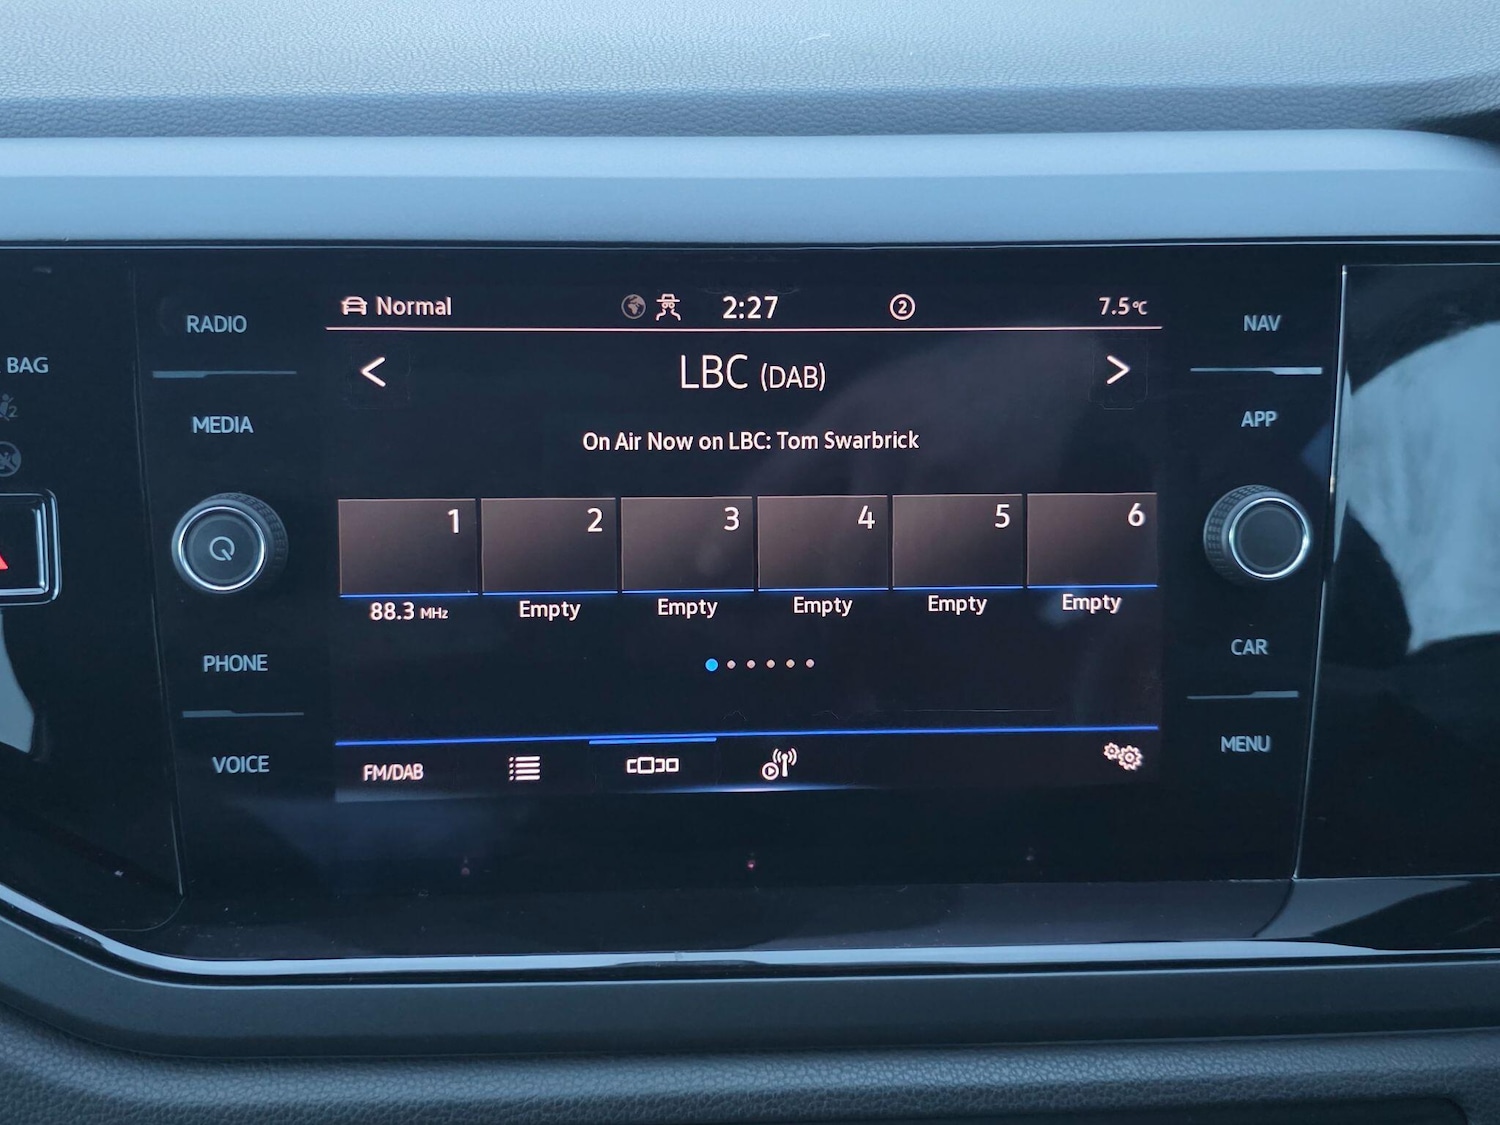 RADIO
MEDIA
PHONE
VOICE
BAG
2
Normal 2:27 2 7.5°C
LBC (DAB)
On Air Now on LBC: Tom Swarbrick
1 2 3 4 5 6
88.3 MHz Empty Empty Empty Empty Empty
FM/DAB
NAV
APP
CAR
MENU